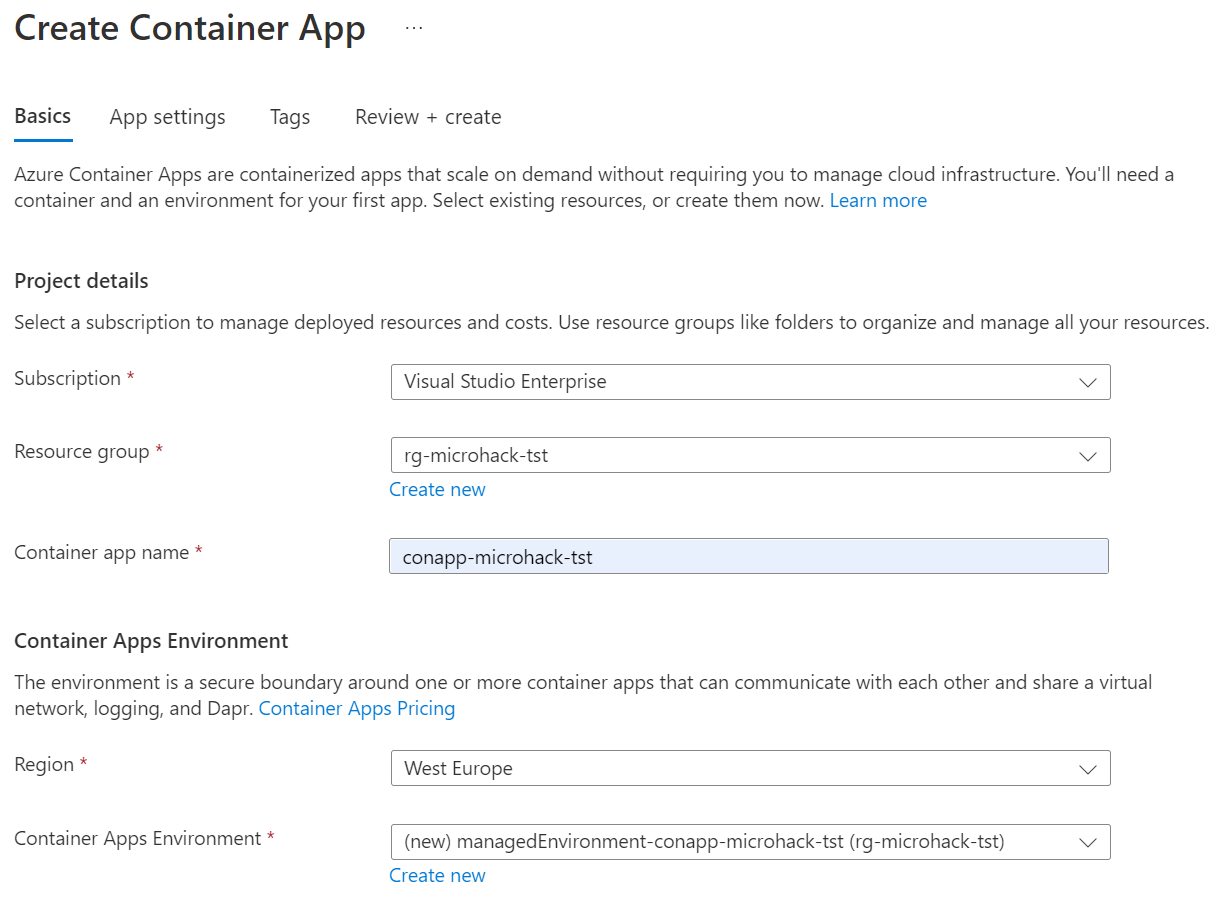 Create Container App ...
Basics App settings Tags Review + create
Azure Container Apps are containerized apps that scale on demand without requiring you to manage cloud infrastructure. You'll need a
container and an environment for your first app. Select existing resources, or create them now. Learn more
Project details
Select a subscription to manage deployed resources and costs. Use resource groups like folders to organize and manage all your resources.
Subscription * Visual Studio Enterprise
Resource group * rg-microhack-tst
Create new
Container app name * conapp-microhack-tst
Container Apps Environment
The environment is a secure boundary around one or more container apps that can communicate with each other and share a virtual
network, logging, and Dapr. Container Apps Pricing
Region * West Europe
Container Apps Environment * (new) managedEnvironment-conapp-microhack-tst (rg-microhack-tst)
Create new